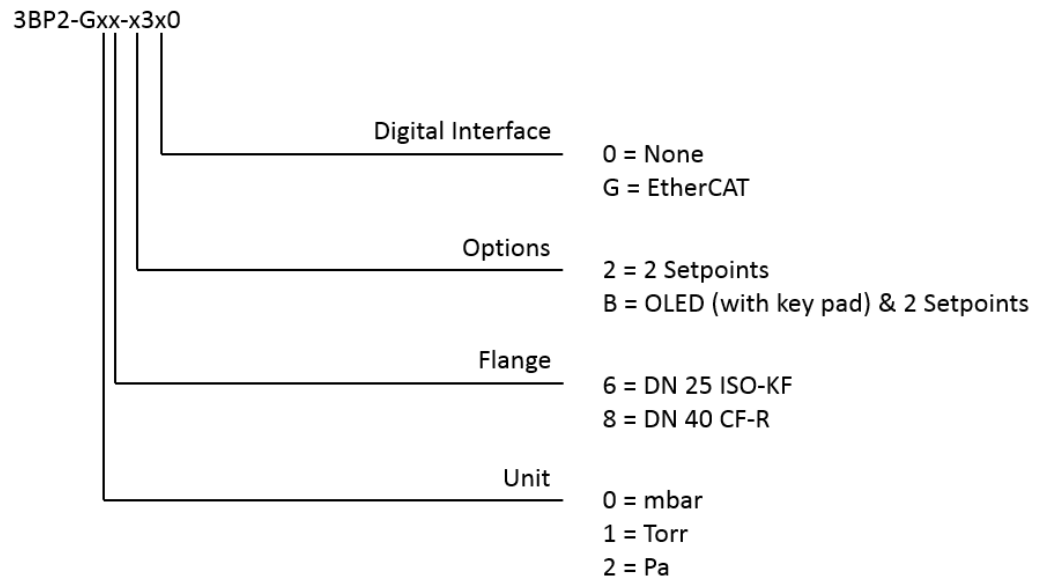 3BP2-Gxx-x3x0
Digital Interface
0 = None
G = EtherCAT
Options
2 = 2 Setpoints
B = OLED (with key pad) & 2 Setpoints
Flange
6 = DN 25 ISO-KF
8 = DN 40 CF-R
Unit
0 = mbar
1 = Torr
2 = Pa